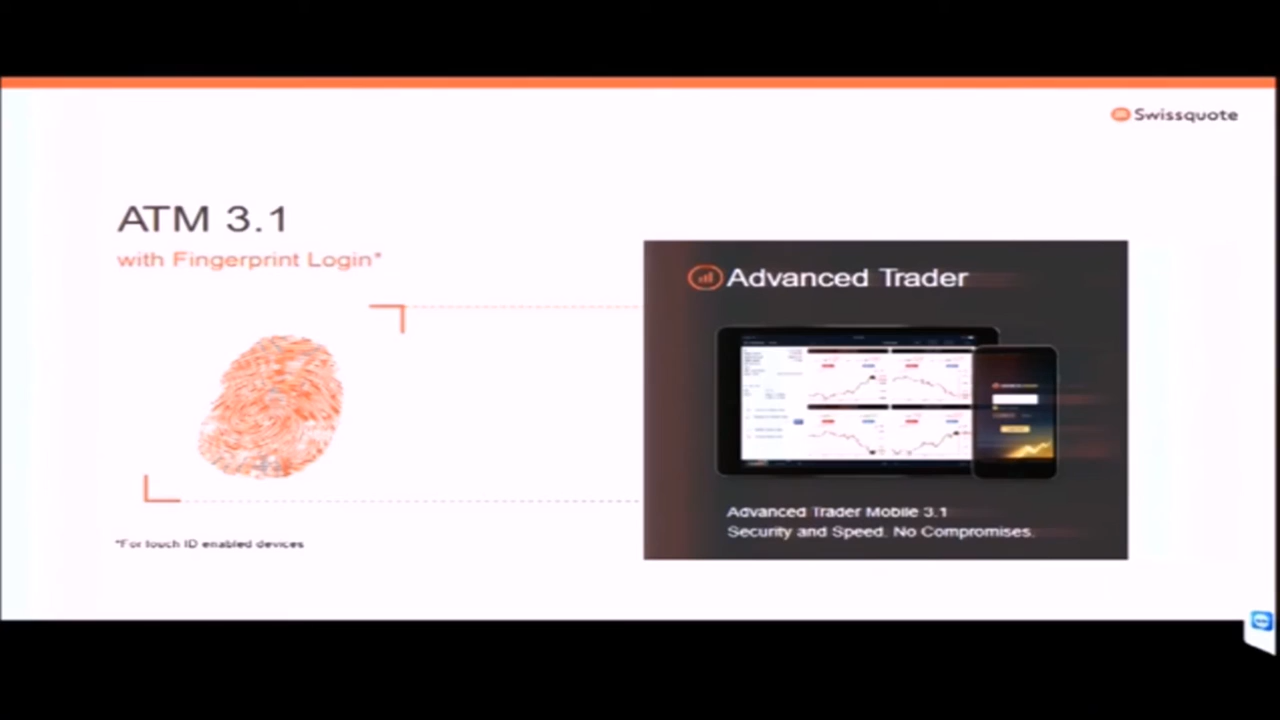 Swissquote
ATM 3.1
with Fingerprint Login*
Advanced Trader
Advanced Trader Mobile 3.1
Security and Speed. No Compromises.
*For touch ID enabled devices